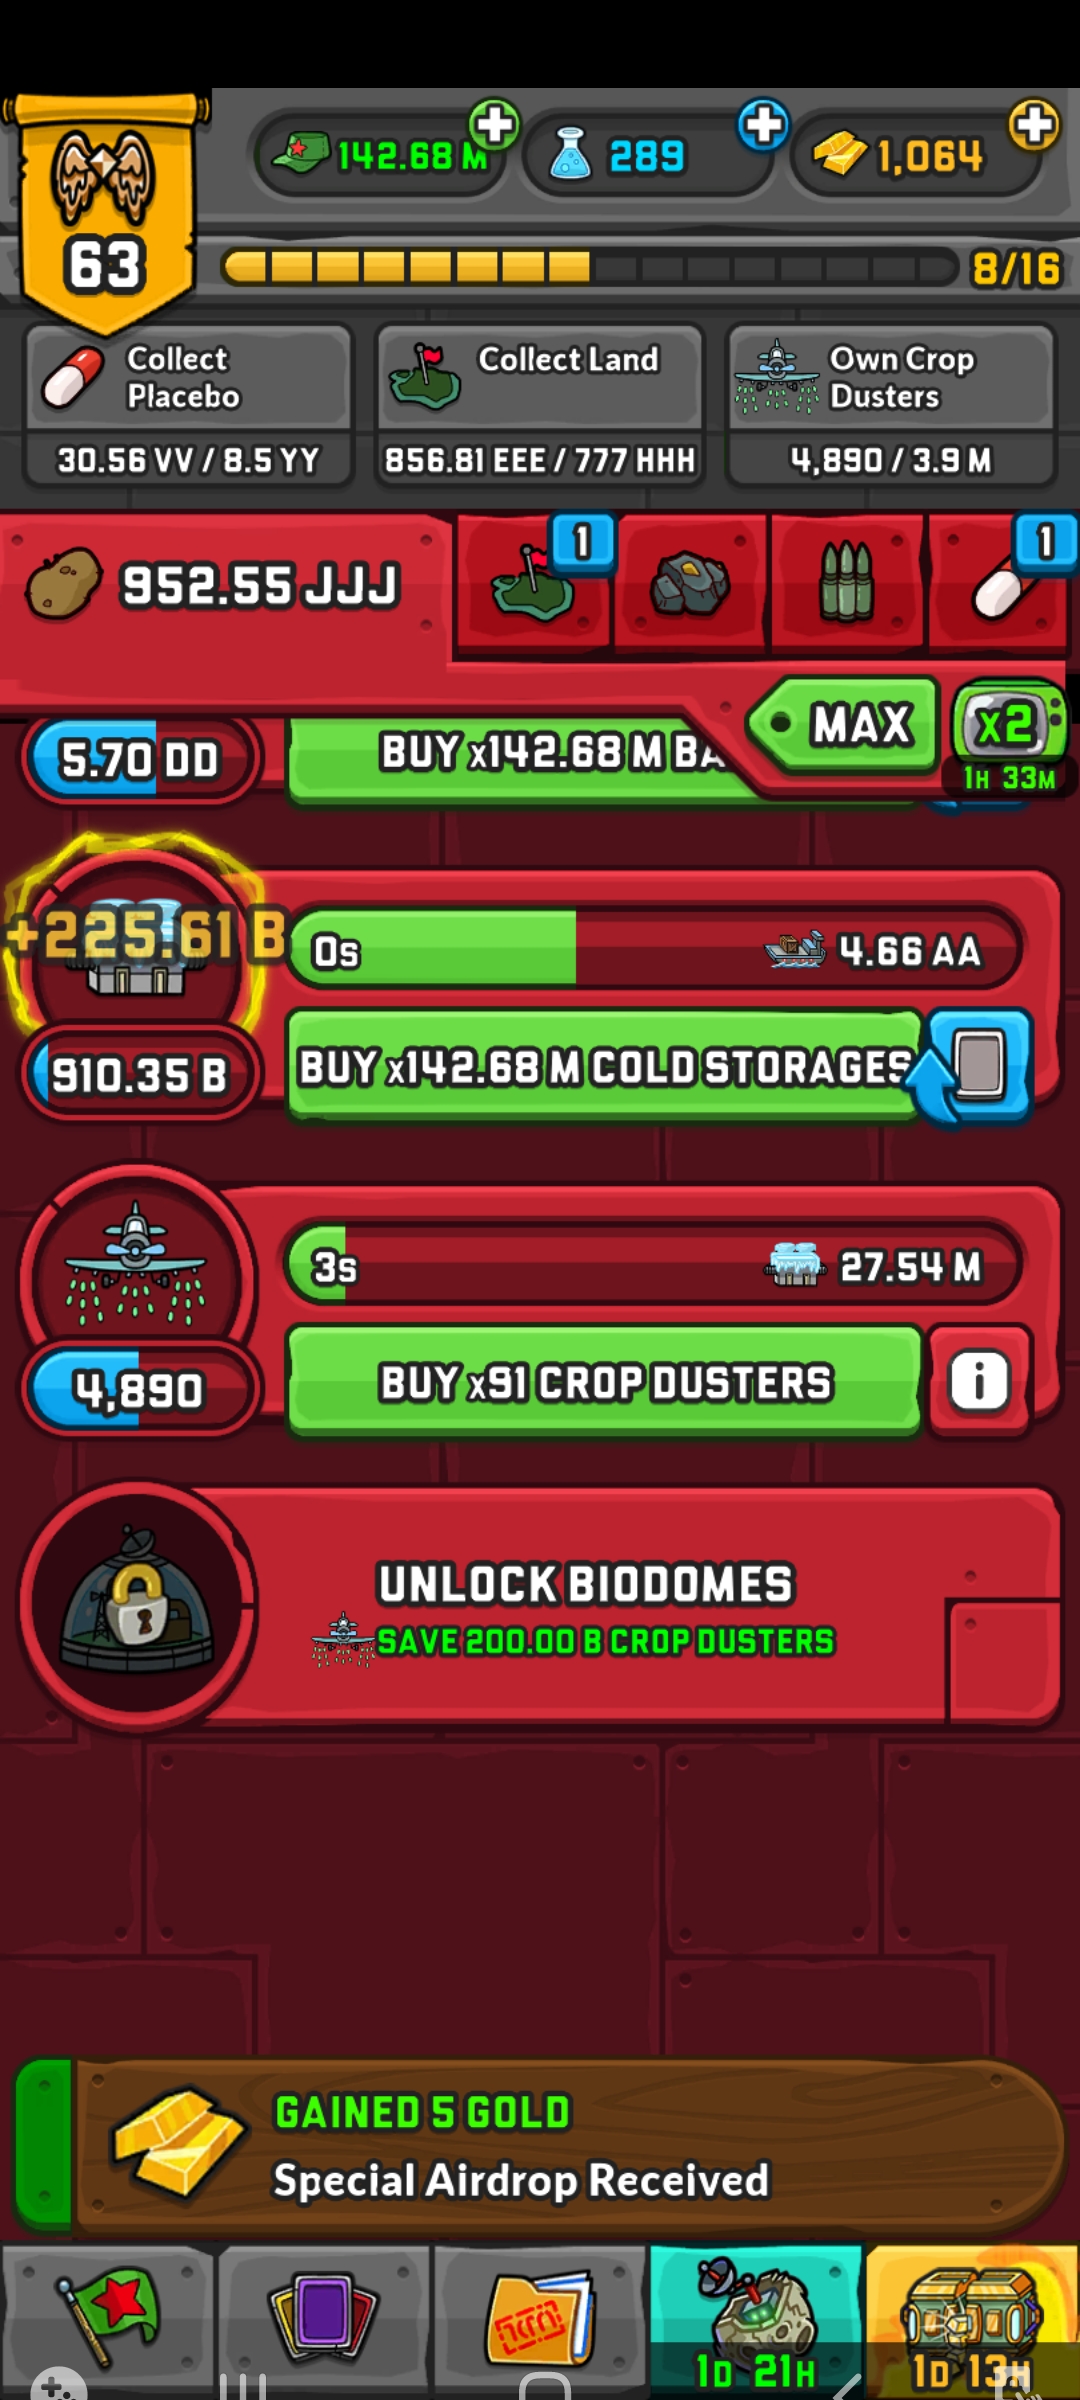 142.68 M
289
1,064
63
8/16
Collect
Placebo
30.56 VV / 8.5 YY
Collect Land
856.81 EEE / 777 HHH
Own Crop
Dusters
4,890 / 3.9 M
952.55 JJJ
1
1
MAX
x2
1H 33M
5.70 DD
BUY x142.68 M
+225.61 B
0s
4.66 AA
910.35 B
BUY x142.68 M COLD STORAGES
3s
27.54 M
4,890
BUY x91 CROP DUSTERS
i
UNLOCK BIODOMES
SAVE 200.00 B CROP DUSTERS
GAINED 5 GOLD
Special Airdrop Received
1D 21H
1D 13H